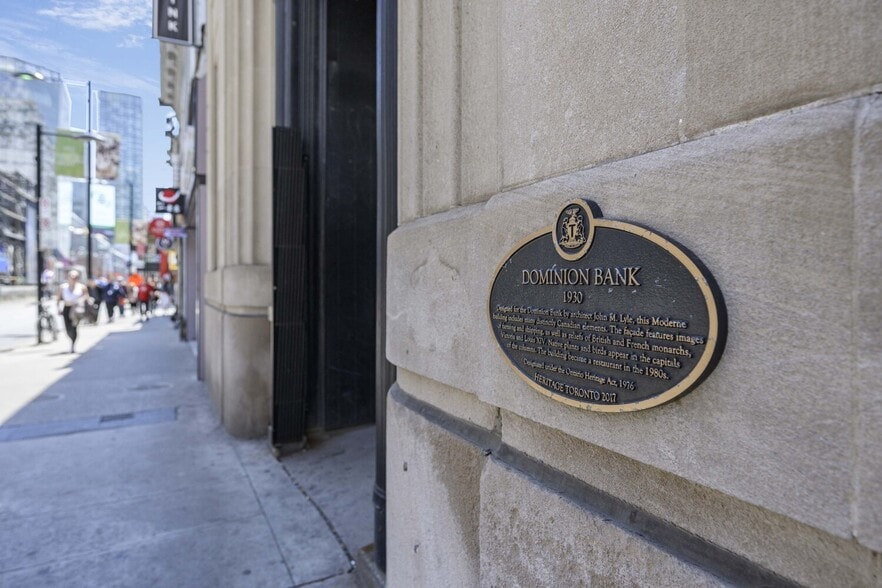 NK
DOMINION BANK
1930
Designed for the Dominion Bank by architect John M. Lyle, this Moderne
building includes many distinctly Canadian elements. The façade features images
of farming and shipping, as well as reliefs of British and French monarchs,
Victoria and Louis XIV. Native plants and birds appear in the capitals
of the columns. The building became a restaurant in the 1980s.
Designated under the Ontario Heritage Act, 1976
HERITAGE TORONTO 2017